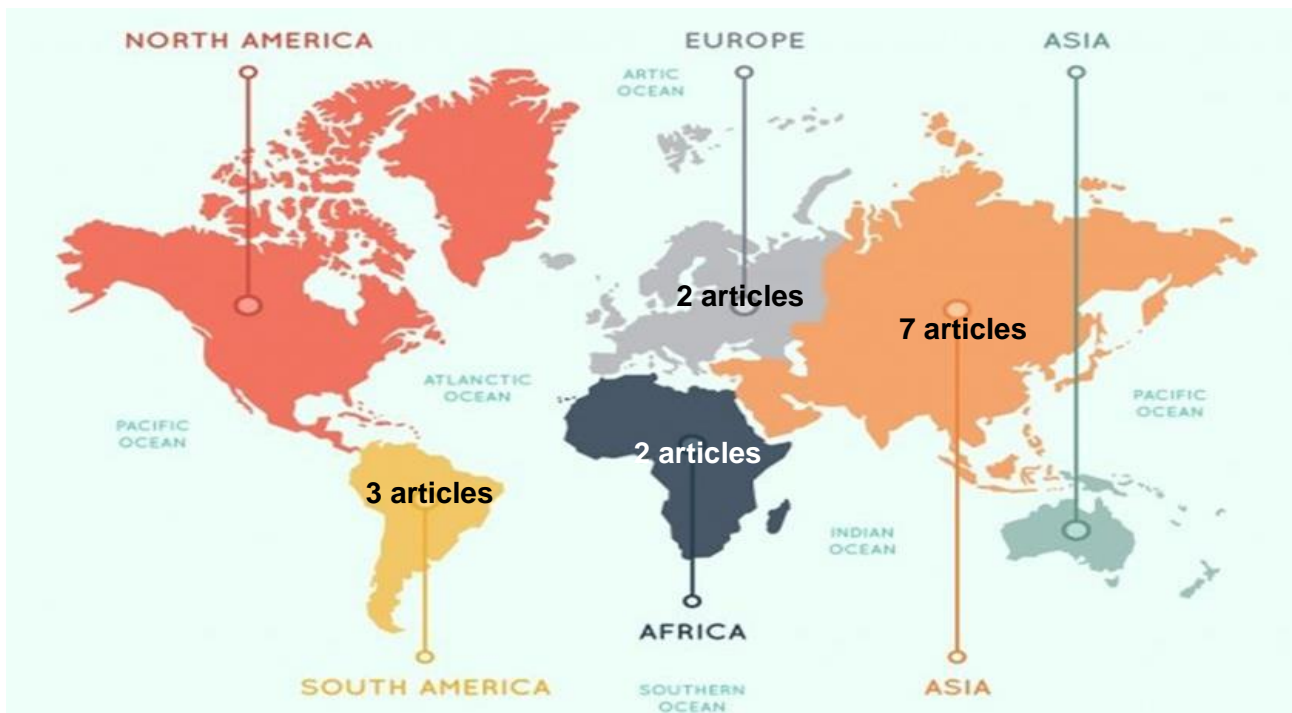 NORTH AMERICA
EUROPE
ASIA
ARTIC
OCEAN
2 articles
7 articles
ATLANCTIC
OCEAN
PACIFIC
OCEAN
PACIFIC
OCEAN
2 articles
3 articles
INDIAN
OCEAN
AFRICA
SOUTH AMERICA
SOUTHERN
OCEAN
ASIA